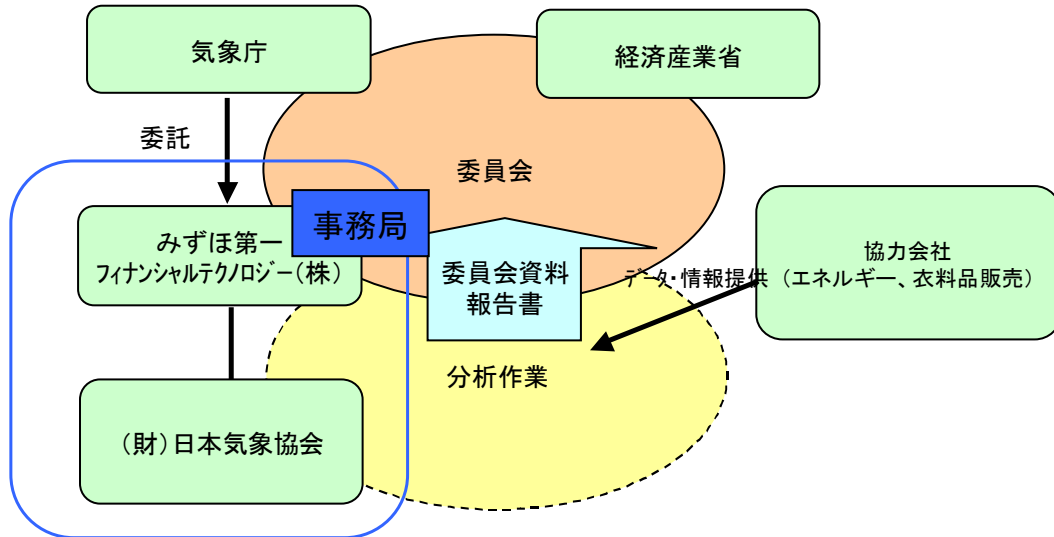 気象庁
経済産業省
委託
委員会
事務局
みずほ第一
フィナンシャルテクノロジー(株)
委員会資料
報告書
協力会社
データ・情報提供 (エネルギー、衣料品販売)
分析作業
(財)日本気象協会